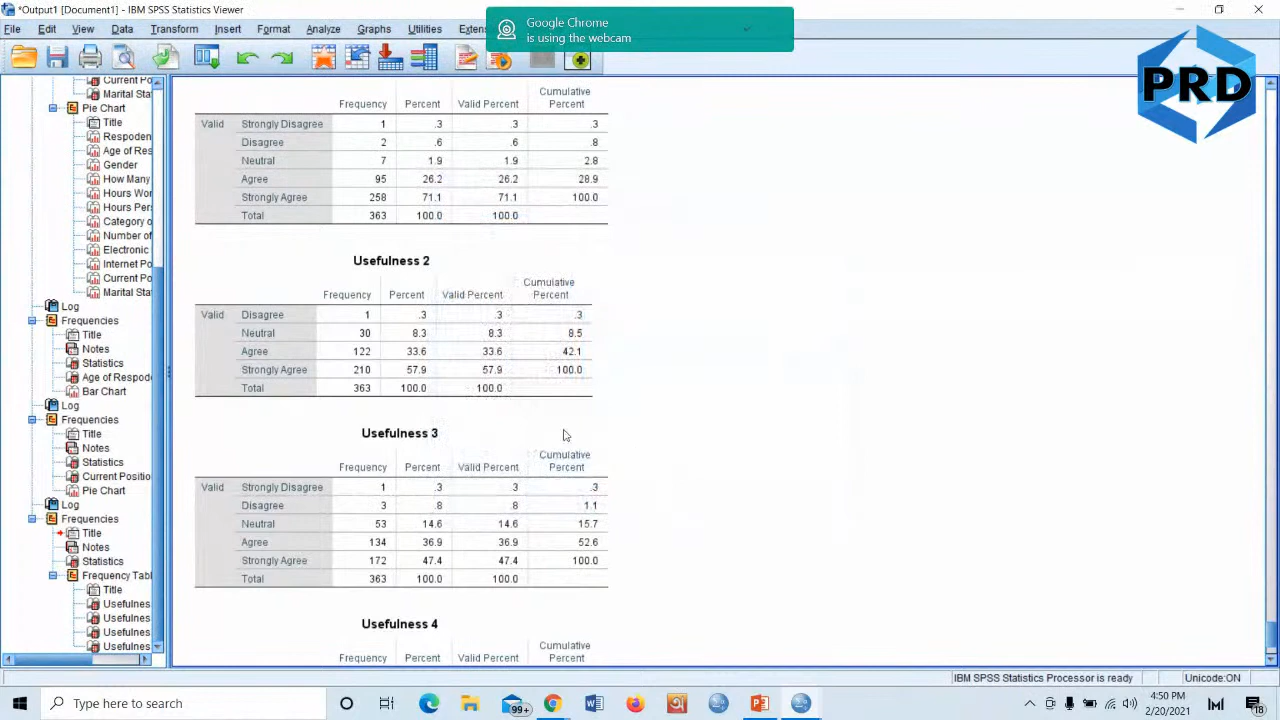 *Output1 [Document1] - IBM SPSS Statistics Viewer
File Edit View Data Transform Insert Format Analyze Graphs Utilities Extens
Google Chrome
is using the webcam
PRD
Current Po
Marital Sta
Pie Chart
Title
Responden
Age of Res
Gender
How Many
Hours Wor
Hours Pers
Category o
Number of
Electronic
Internet Po
Current Po
Marital Sta
Log
Frequencies
Title
Notes
Statistics
Age of Respode
Bar Chart
Log
Frequencies
Title
Notes
Statistics
Current Positio
Pie Chart
Log
Frequencies
Title
Notes
Statistics
Frequency Tabl
Title
Usefulnes
Usefulnes
Usefulnes
Usefulnes
Frequency Percent Valid Percent Cumulative Percent
Valid Strongly Disagree 1 .3 .3 .3
Disagree 2 .6 .6 .8
Neutral 7 1.9 1.9 2.8
Agree 95 26.2 26.2 28.9
Strongly Agree 258 71.1 71.1 100.0
Total 363 100.0 100.0
Usefulness 2
Frequency Percent Valid Percent Cumulative Percent
Valid Disagree 1 .3 .3 .3
Neutral 30 8.3 8.3 8.5
Agree 122 33.6 33.6 42.1
Strongly Agree 210 57.9 57.9 100.0
Total 363 100.0 100.0
Usefulness 3
Frequency Percent Valid Percent Cumulative Percent
Valid Strongly Disagree 1 .3 .3 .3
Disagree 3 .8 .8 1.1
Neutral 53 14.6 14.6 15.7
Agree 134 36.9 36.9 52.6
Strongly Agree 172 47.4 47.4 100.0
Total 363 100.0 100.0
Usefulness 4
Frequency Percent Valid Percent Cumulative Percent
IBM SPSS Statistics Processor is ready Unicode:ON
Type here to search
99+
4:50 PM
2/20/2021
18